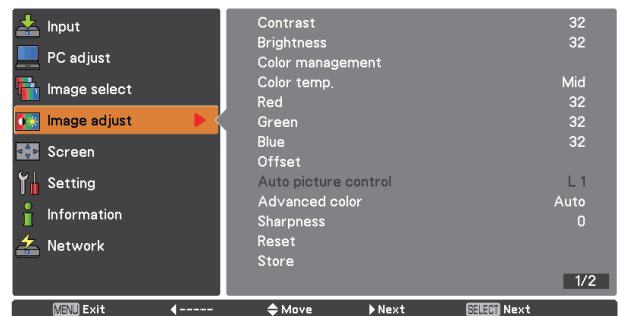 Input
PC adjust
Image select
Image adjust
Screen
Setting
Information
Network
Contrast 32
Brightness 32
Color management
Color temp. Mid
Red 32
Green 32
Blue 32
Offset
Auto picture control L 1
Advanced color Auto
Sharpness 0
Reset
Store
1/2
MENU Exit ----- Move Next SELECT Next